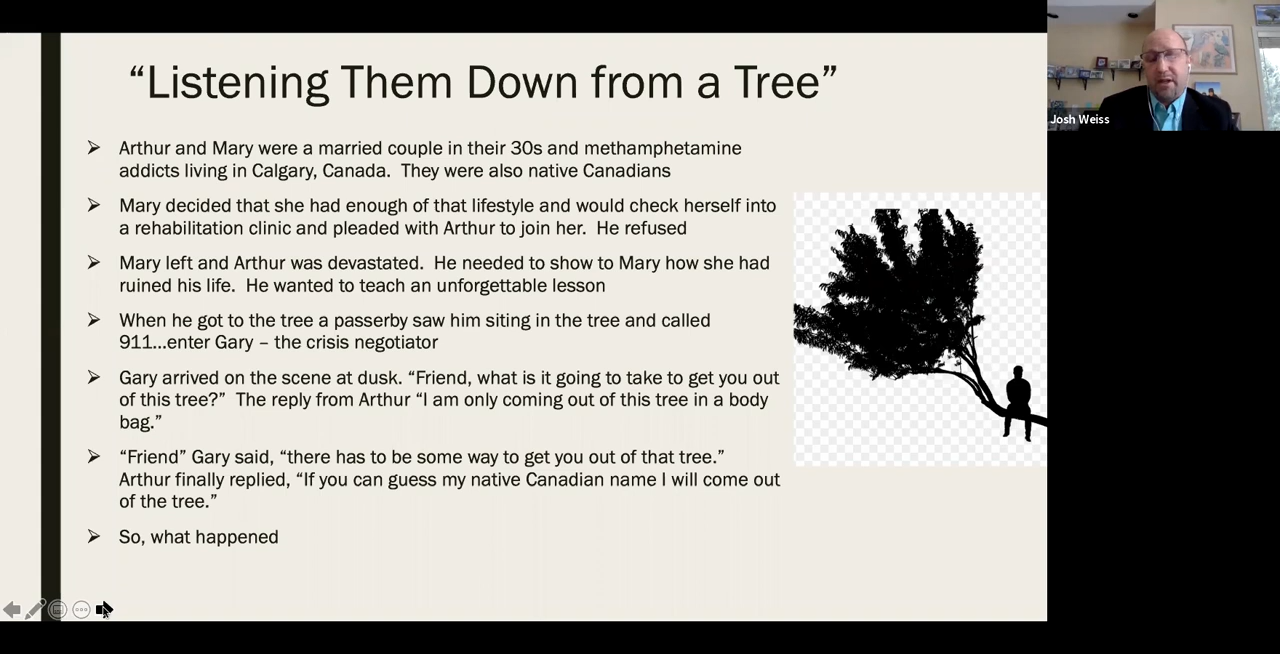 “Listening Them Down from a Tree”
Arthur and Mary were a married couple in their 30s and methamphetamine
addicts living in Calgary, Canada.  They were also native Canadians
Mary decided that she had enough of that lifestyle and would check herself into
a rehabilitation clinic and pleaded with Arthur to join her.  He refused
Mary left and Arthur was devastated.  He needed to show to Mary how she had
ruined his life.  He wanted to teach an unforgettable lesson
When he got to the tree a passerby saw him siting in the tree and called
911...enter Gary – the crisis negotiator
Gary arrived on the scene at dusk. “Friend, what is it going to take to get you out
of this tree?”  The reply from Arthur “I am only coming out of this tree in a body
bag.”
“Friend” Gary said, “there has to be some way to get you out of that tree.”
Arthur finally replied, “If you can guess my native Canadian name I will come out
of the tree.”
So, what happened
Josh Weiss